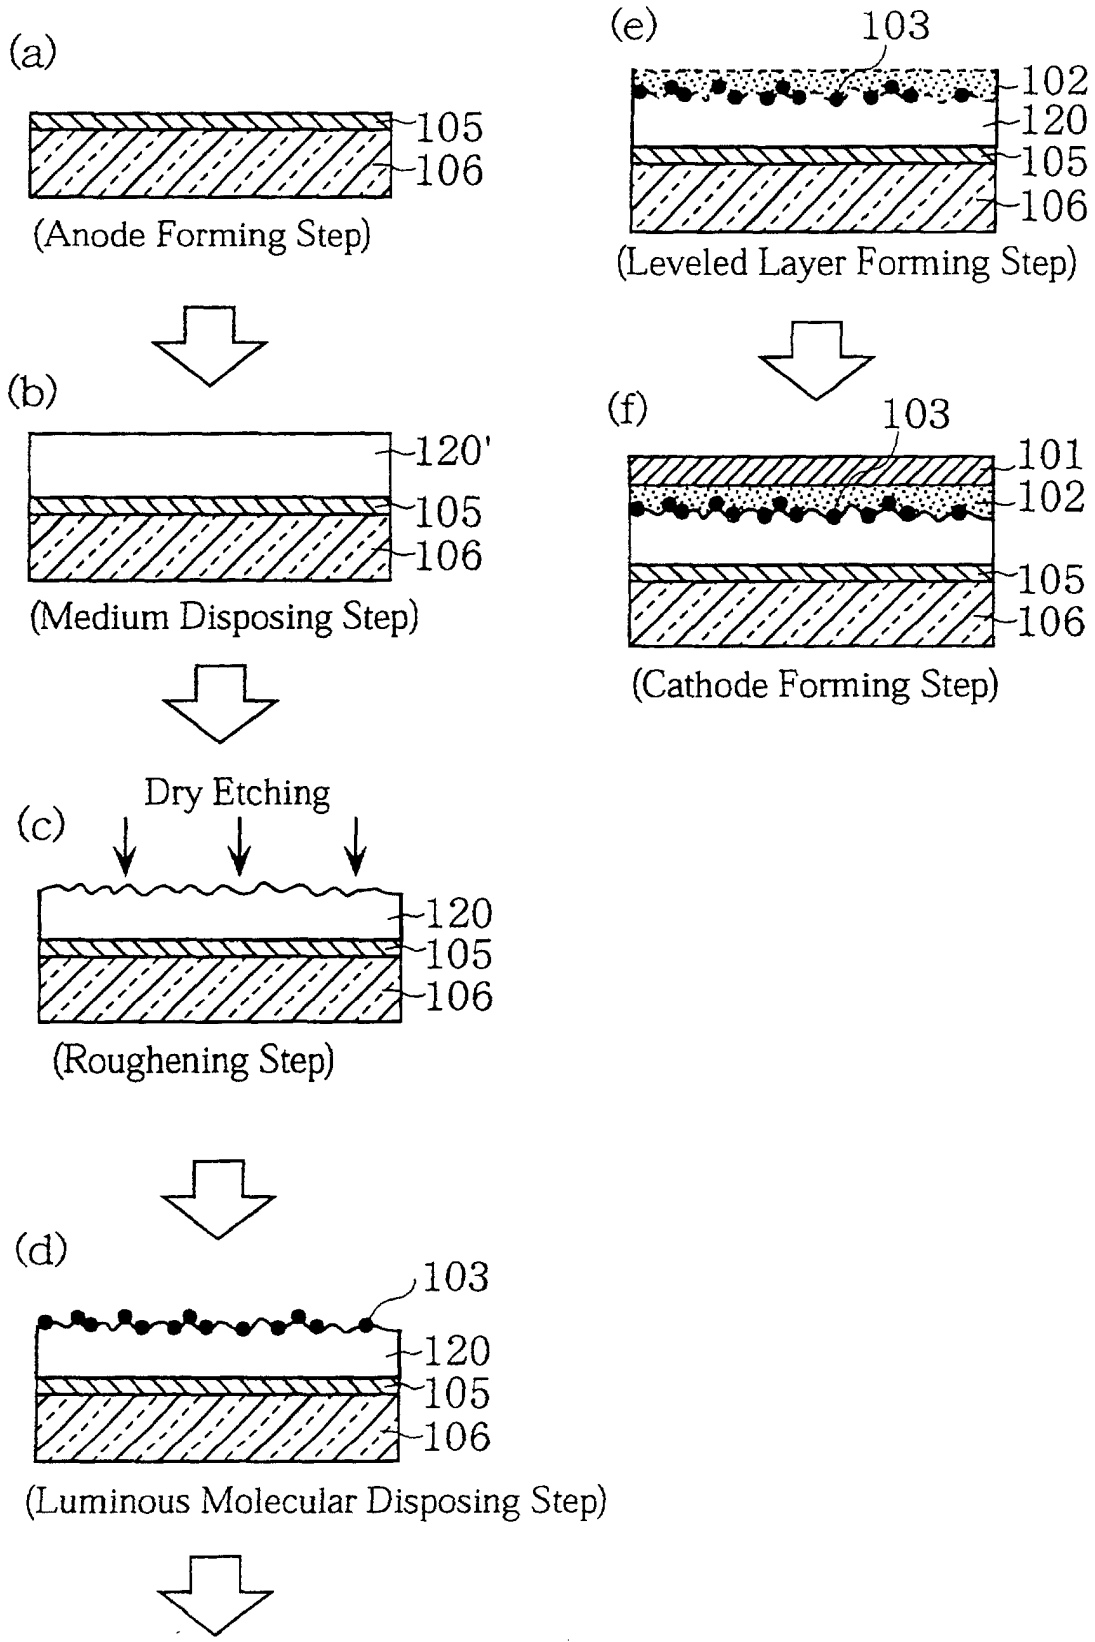 (a)
105
106
(Anode Forming Step)
(b)
120'
105
106
(Medium Disposing Step)
Dry Etching
(c)
120
105
106
(Roughening Step)
(d)
103
120
105
106
(Luminous Molecular Disposing Step)
(e)
103
102
120
105
106
(Leveled Layer Forming Step)
(f)
103
101
102
105
106
(Cathode Forming Step)